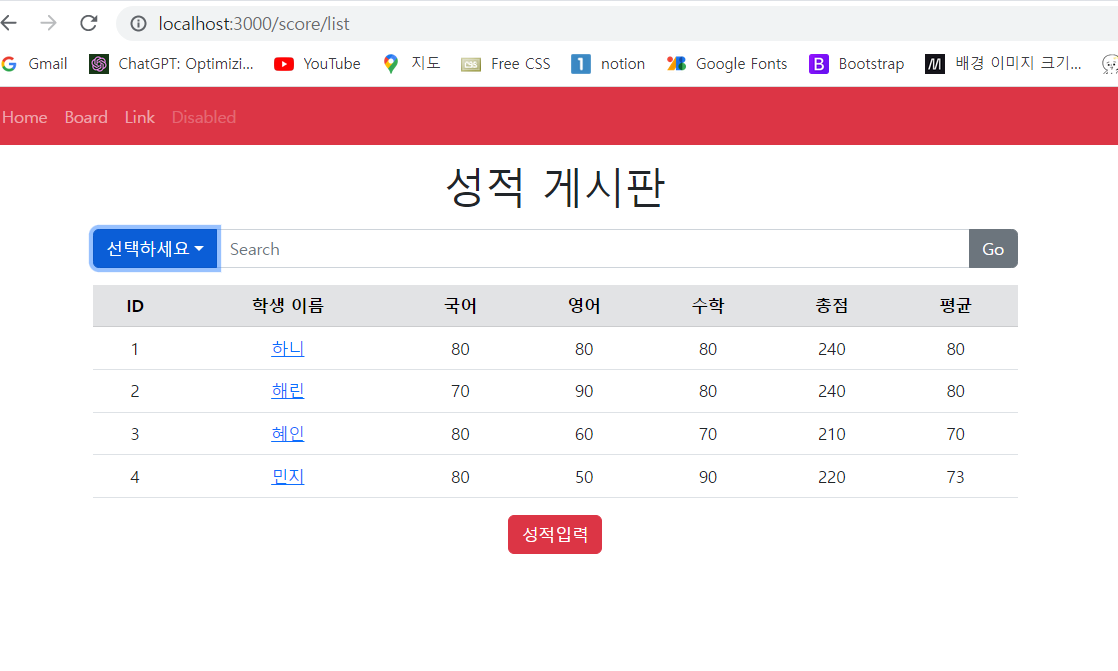 localhost:3000/score/list
Gmail ChatGPT: Optimizi... YouTube 지도 CSS Free CSS 1 notion Google Fonts B Bootstrap M 배경 이미지 크기...
Home Board Link Disabled
성적 게시판
선택하세요 Search Go
ID 학생 이름 국어 영어 수학 총점 평균
1 하니 80 80 80 240 80
2 해린 70 90 80 240 80
3 혜인 80 60 70 210 70
4 민지 80 50 90 220 73
성적입력